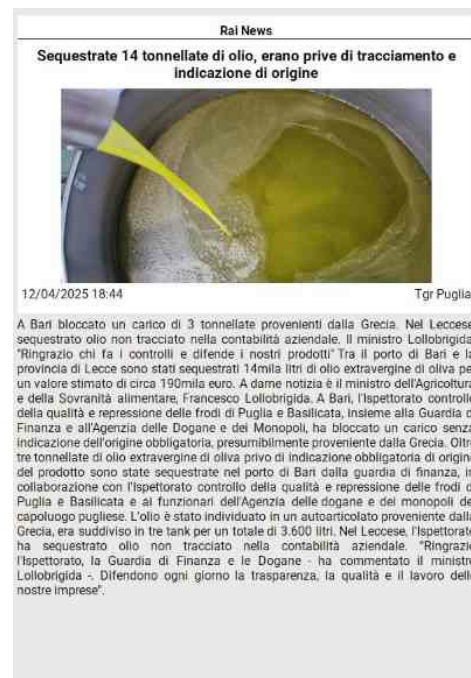 Rai News
Sequestrate 14 tonnellate di olio, erano prive di tracciamento e
indicazione di origine
12/04/2025 18:44
Tgr Puglia
A Bari bloccato un carico di 3 tonnellate provenienti dalla Grecia. Nel Leccese
sequestrato olio non tracciato nella contabilità aziendale. Il ministro Lollobrigida:
"Ringrazio chi fa i controlli e difende i nostri prodotti" Tra il porto di Bari e la
provincia di Lecce sono stati sequestrati 14mila litri di olio extravergine di oliva pe
un valore stimato di circa 190mila euro. A darne notizia è il ministro dell'Agricoltura
e della Sovranità alimentare, Francesco Lollobrigida. A Bari, l'Ispettorato controllo
della qualità e repressione delle frodi di Puglia e Basilicata, insieme alla Guardia d
Finanza e all'Agenzia delle Dogane e dei Monopoli, ha bloccato un carico senza
indicazione dell'origine obbligatoria, presumibilmente proveniente dalla Grecia. Oltre
tre tonnellate di olio extravergine di oliva privo di indicazione obbligatoria di origine
del prodotto sono state sequestrate nel porto di Bari dalla guardia di finanza, in
collaborazione con l'Ispettorato controllo della qualità e repressione delle frodi d
Puglia e Basilicata e ai funzionari dell'Agenzia delle dogane e dei monopoli de
capoluogo pugliese. L'olio è stato individuato in un autoarticolato proveniente dalla
Grecia, era suddiviso in tre tank per un totale di 3.600 litri. Nel Leccese, l'Ispettorato
ha sequestrato olio non tracciato nella contabilità aziendale. "Ringrazio
l'Ispettorato, la Guardia di Finanza e le Dogane - ha commentato il ministro
Lollobrigida -. Difendono ogni giorno la trasparenza, la qualità e il lavoro delle
nostre imprese".